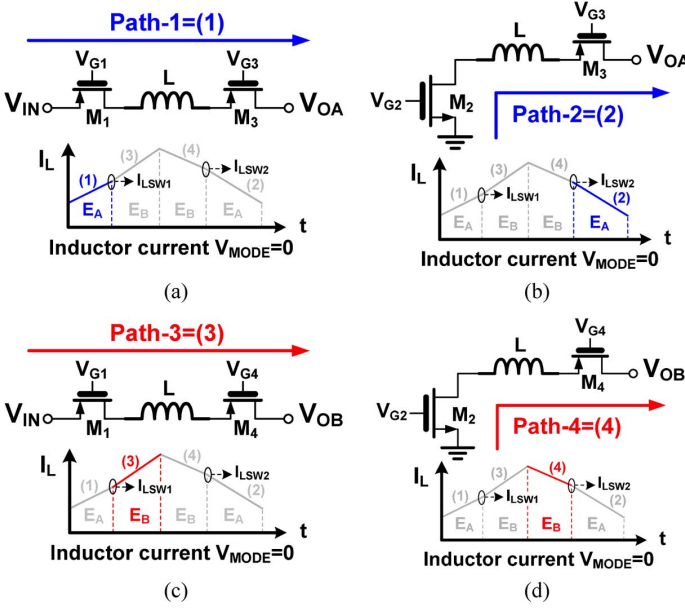 Path-1=(1)
VG1 L VG3
VIN M1 M3 VOA
IL (1) (3) (4) (2)
ILSW1 ILSW2
EA EB EB EA t
Inductor current VMODE=0
(a)
VG3
L
M3 VOA
VG2 M2
Path-2=(2)
IL (1) (3) (4) (2)
ILSW1 ILSW2
EA EB EB EA t
Inductor current VMODE=0
(b)
Path-3=(3)
VG1 L VG4
VIN M1 M4 VOB
IL (1) (3) (4) (2)
ILSW1 ILSW2
EA EB EB EA t
Inductor current VMODE=0
(c)
VG4
L
M4 VOB
VG2 M2
Path-4=(4)
IL (1) (3) (4) (2)
ILSW1 ILSW2
EA EB EB EA t
Inductor current VMODE=0
(d)